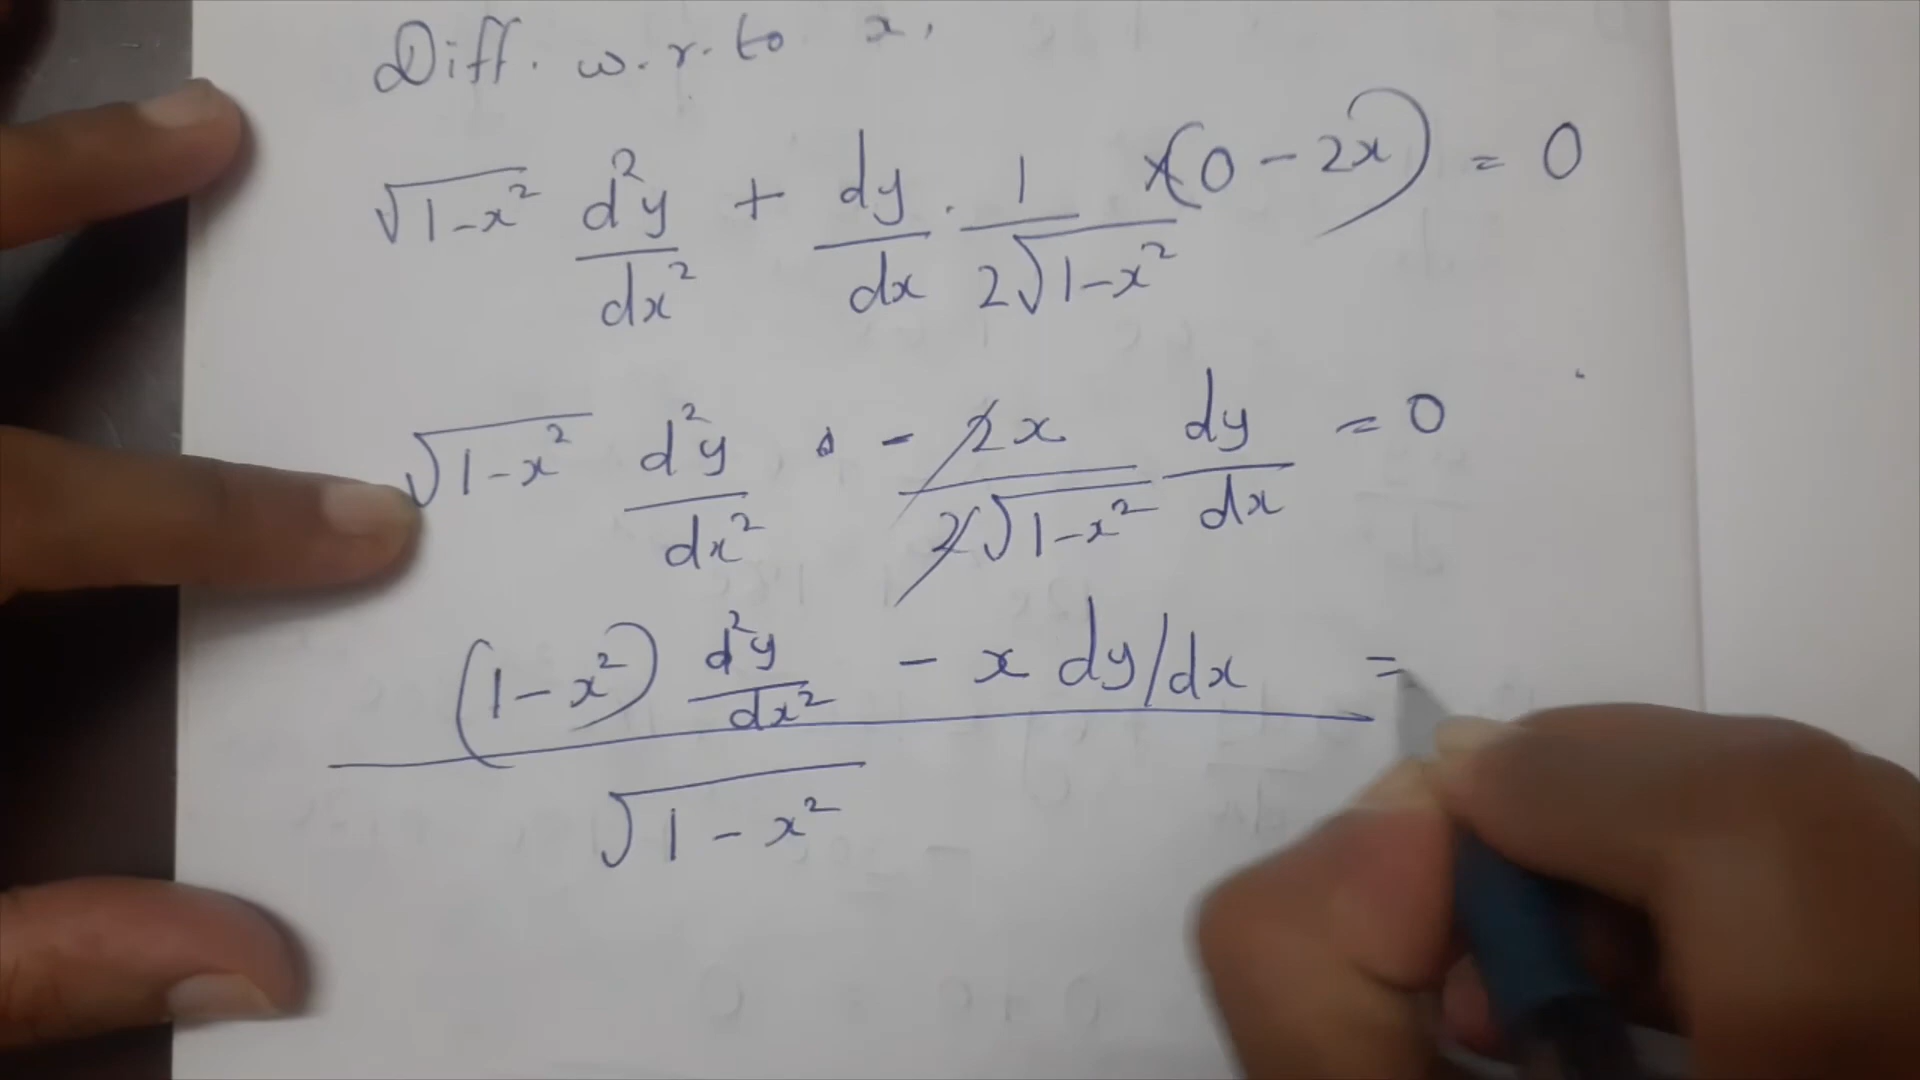 Diff. w.r.to x,
√(1-x²) d²y/dx² + dy/dx . 1/(2√(1-x²)) ×(0 - 2x) = 0
√(1-x²) d²y/dx² - 2x/(2√(1-x²)) dy/dx = 0
((1-x²) d²y/dx² - x dy/dx)/√(1-x²) =